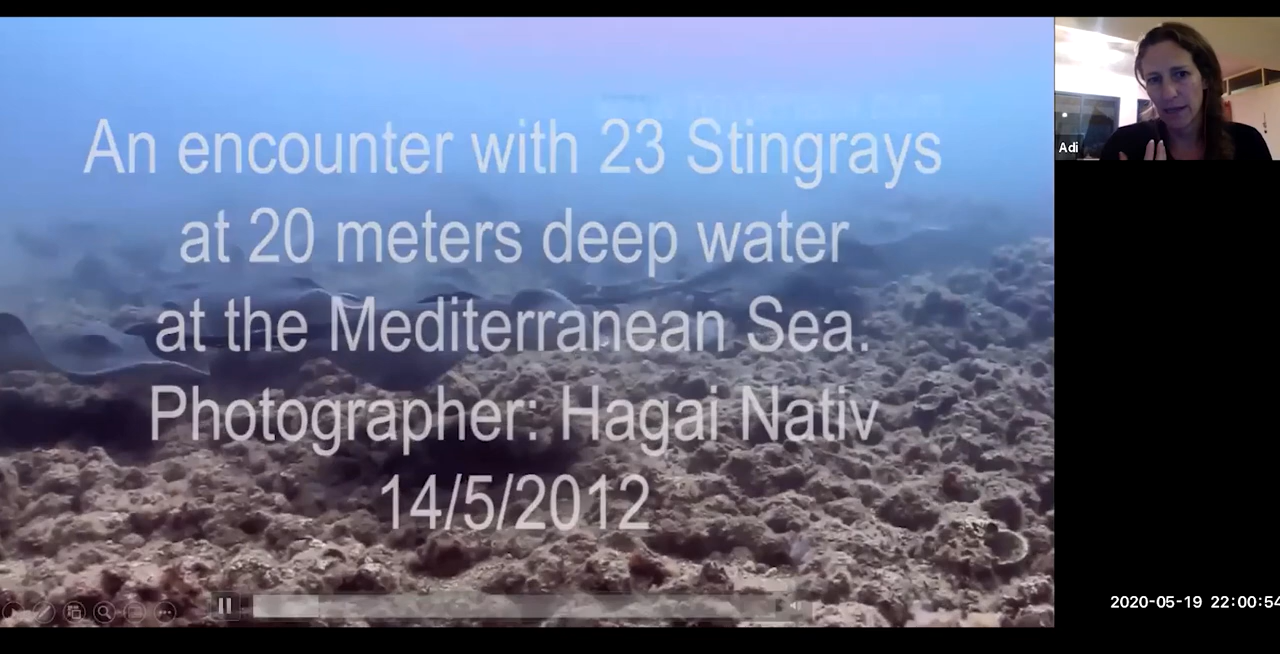 An encounter with 23 Stingrays
at 20 meters deep water
at the Mediterranean Sea.
Photographer: Hagai Nativ
14/5/2012
Adi
2020-05-19 22:00:54